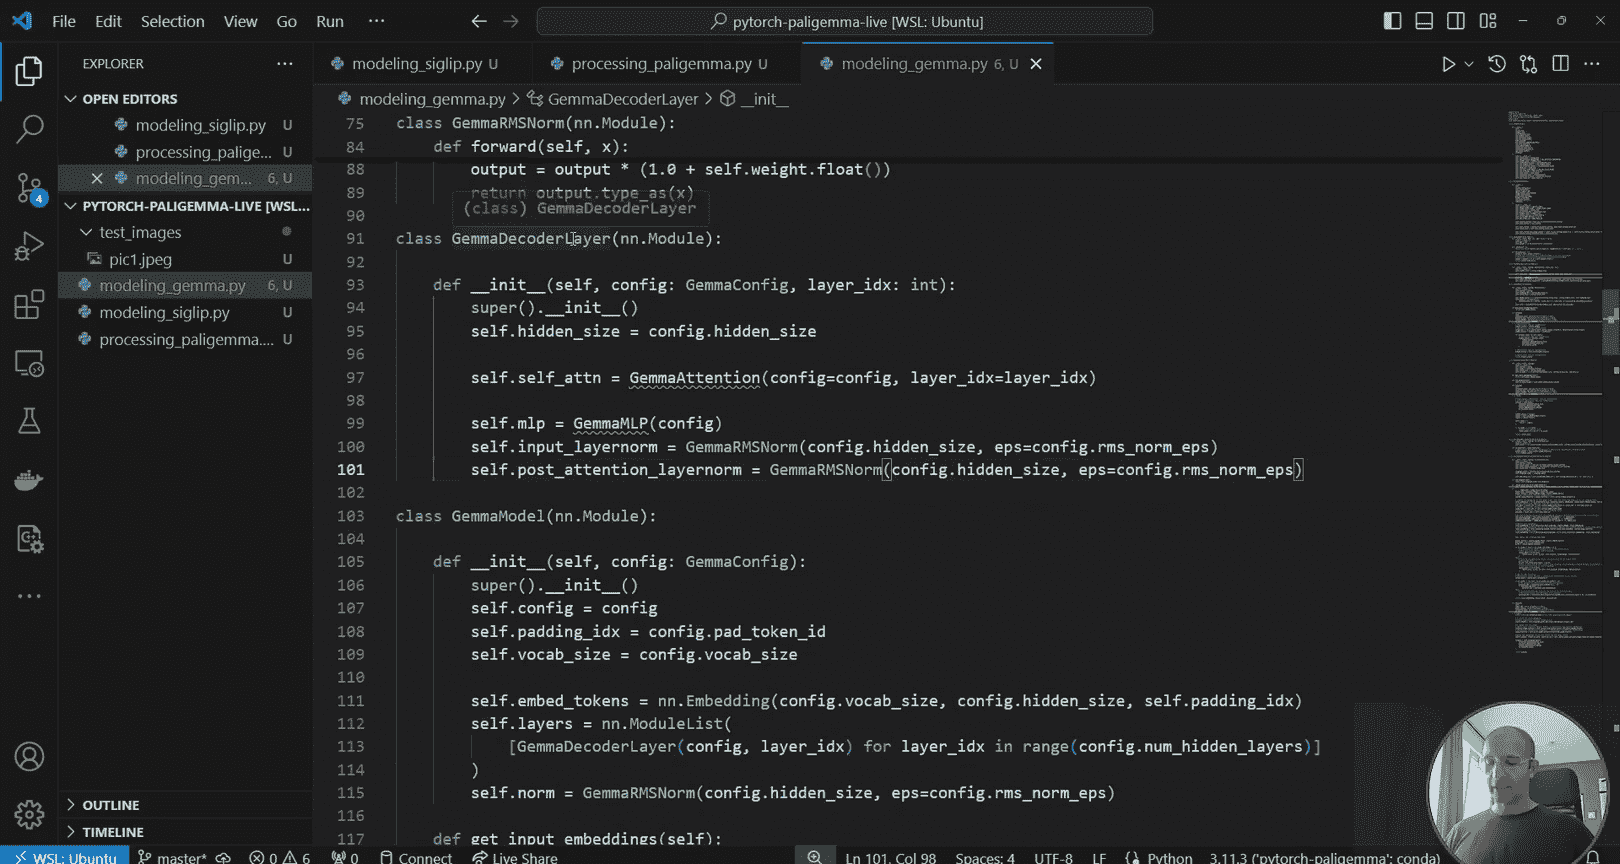 File Edit Selection View Go Run ··· pytorch-paligemma-live [WSL: Ubuntu]
EXPLORER ···
OPEN EDITORS
modeling_siglip.py U
processing_palige... U
modeling_gem... 6, U
PYTORCH-PALIGEMMA-LIVE [WSL...
test_images
pic1.jpeg U
modeling_gemma.py 6, U
modeling_siglip.py U
processing_paligemma.... U
OUTLINE
TIMELINE
4
modeling_siglip.py U processing_paligemma.py U modeling_gemma.py 6, U
modeling_gemma.py > GemmaDecoderLayer > __init__
75 class GemmaRMSNorm(nn.Module):
84 def forward(self, x):
88 output = output * (1.0 + self.weight.float())
89 return output.type_as(x)
(class) GemmaDecoderLayer
90
91 class GemmaDecoderLayer(nn.Module):
92
93 def __init__(self, config: GemmaConfig, layer_idx: int):
94 super().__init__()
95 self.hidden_size = config.hidden_size
96
97 self.self_attn = GemmaAttention(config=config, layer_idx=layer_idx)
98
99 self.mlp = GemmaMLP(config)
100 self.input_layernorm = GemmaRMSNorm(config.hidden_size, eps=config.rms_norm_eps)
101 self.post_attention_layernorm = GemmaRMSNorm(config.hidden_size, eps=config.rms_norm_eps)
102
103 class GemmaModel(nn.Module):
104
105 def __init__(self, config: GemmaConfig):
106 super().__init__()
107 self.config = config
108 self.padding_idx = config.pad_token_id
109 self.vocab_size = config.vocab_size
110
111 self.embed_tokens = nn.Embedding(config.vocab_size, config.hidden_size, self.padding_idx)
112 self.layers = nn.ModuleList(
113 [GemmaDecoderLayer(config, layer_idx) for layer_idx in range(config.num_hidden_layers)]
114 )
115 self.norm = GemmaRMSNorm(config.hidden_size, eps=config.rms_norm_eps)
116
117 def get_input_embeddings(self):
WSL: Ubuntu master* 0 6 0 Connect Live Share Ln 101, Col 98 Spaces: 4 UTF-8 LF Python 3.11.3 ('pytorch-paligemma': conda)